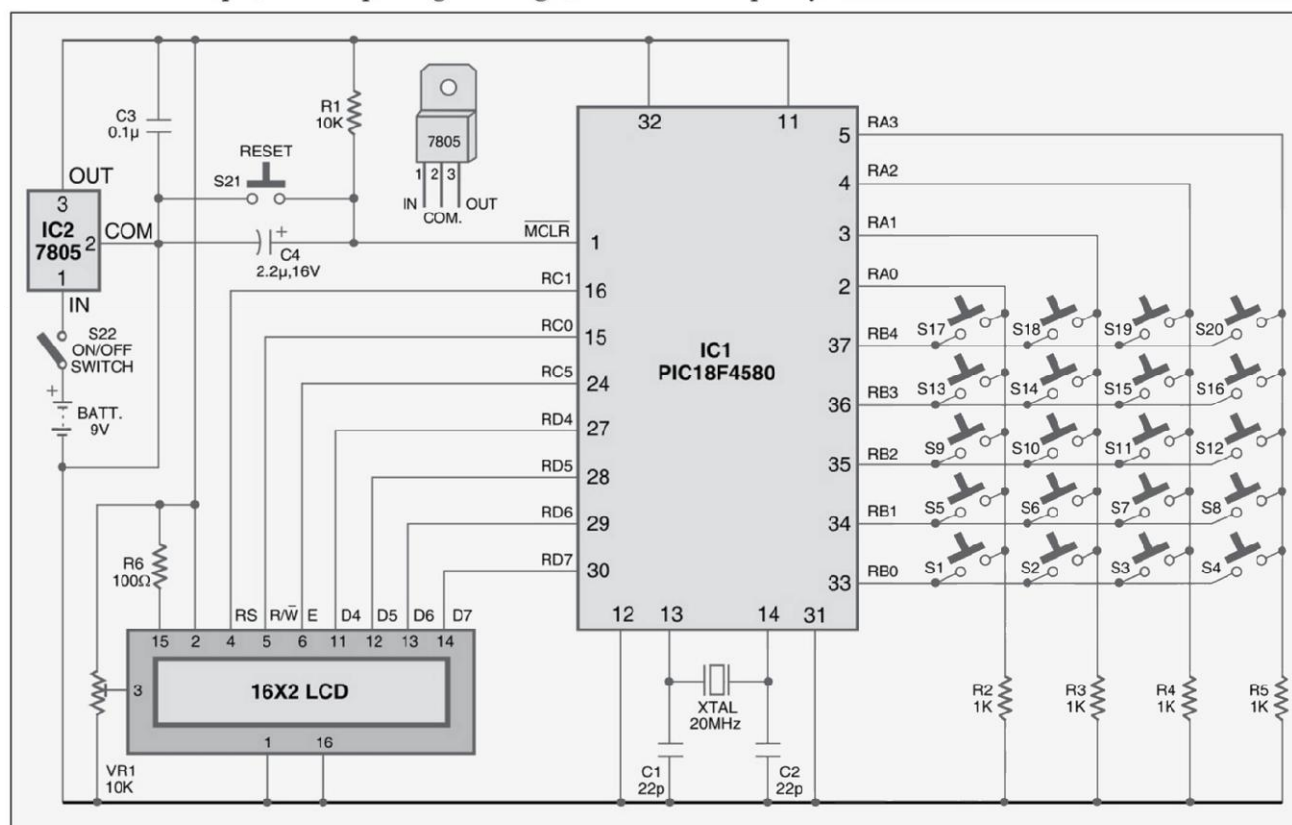 C3
0.1µ
R1
10K
RESET
S21
7805
1 2 3
IN
COM.
OUT
OUT
3
IC2
7805
2
COM
1
IN
C4
2.2µ,16V
+
S22
ON/OFF
SWITCH
+
BATT.
9V
32
11
IC1
PIC18F4580
MCLR
1
RC1
16
RC0
15
RC5
24
RD4
27
RD5
28
RD6
29
RD7
30
5
RA3
4
RA2
3
RA1
2
RA0
37
RB4
36
RB3
35
RB2
34
RB1
33
RB0
S17
S18
S19
S20
S13
S14
S15
S16
S9
S10
S11
S12
S5
S6
S7
S8
S1
S2
S3
S4
12
13
14
31
XTAL
20MHz
C1
22p
C2
22p
R2
1K
R3
1K
R4
1K
R5
1K
R6
100Ω
RS
R/W̅
E
D4
D5
D6
D7
15
2
4
5
6
11
12
13
14
3
16X2 LCD
1
16
VR1
10K